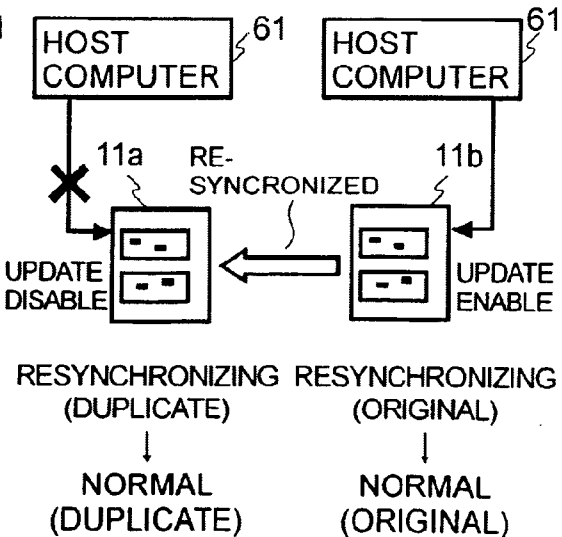 HOST
COMPUTER
61
HOST
COMPUTER
61
11a
RE-
SYNCRONIZED
11b
UPDATE
DISABLE
UPDATE
ENABLE
RESYNCHRONIZING
(DUPLICATE)
RESYNCHRONIZING
(ORIGINAL)
NORMAL
(DUPLICATE)
NORMAL
(ORIGINAL)